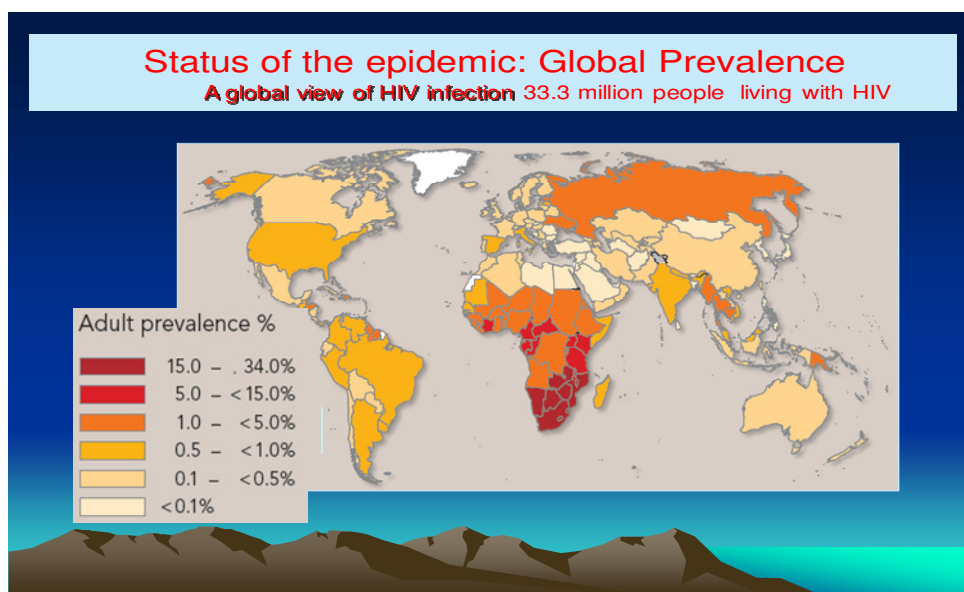 Status of the epidemic: Global Prevalence
A global view of HIV infection 33.3 million people living with HIV
Adult prevalence %
15.0 – . 34.0%
5.0 – <15.0%
1.0 – <5.0%
0.5 – <1.0%
0.1 – <0.5%
<0.1%